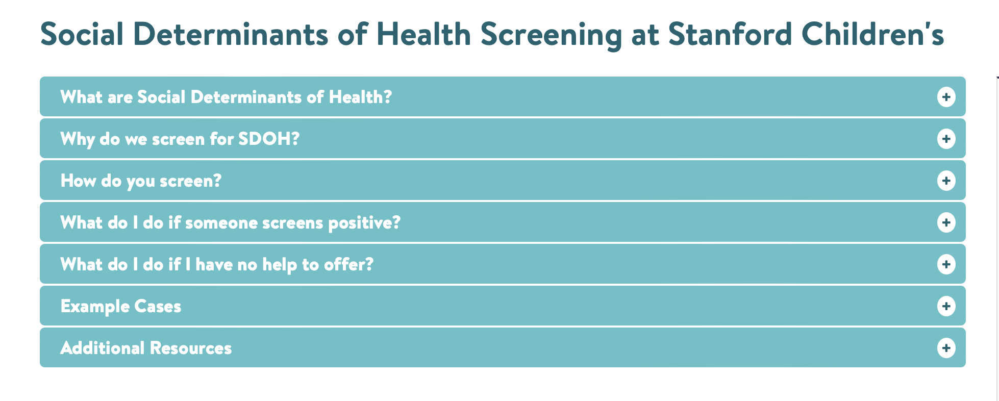 Social Determinants of Health Screening at Stanford Children's
What are Social Determinants of Health?
Why do we screen for SDOH?
How do you screen?
What do I do if someone screens positive?
What do I do if I have no help to offer?
Example Cases
Additional Resources